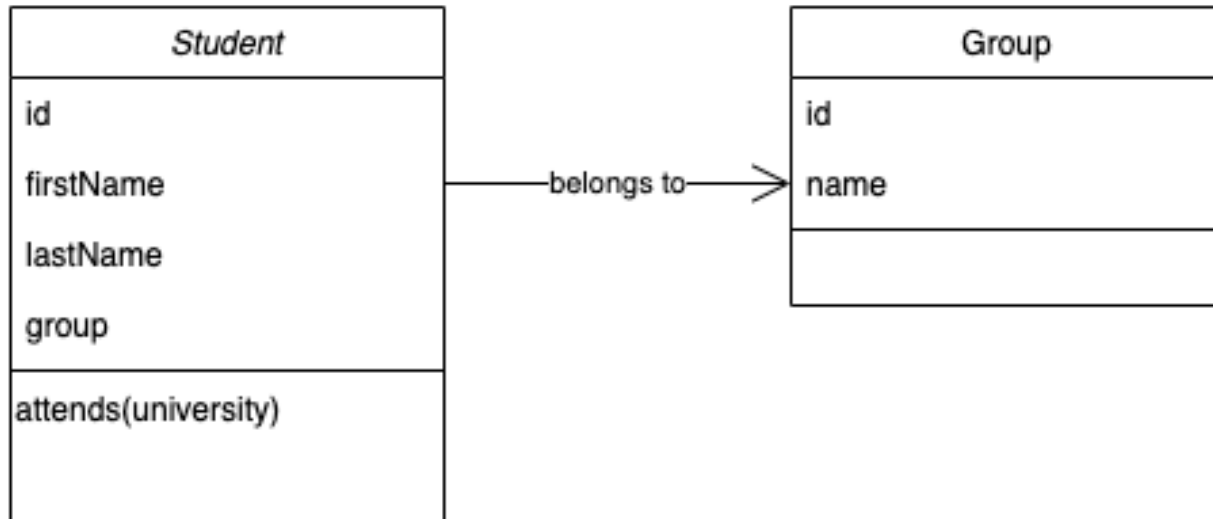 Student
id
firstName
lastName
group
attends(university)
belongs to
Group
id
name